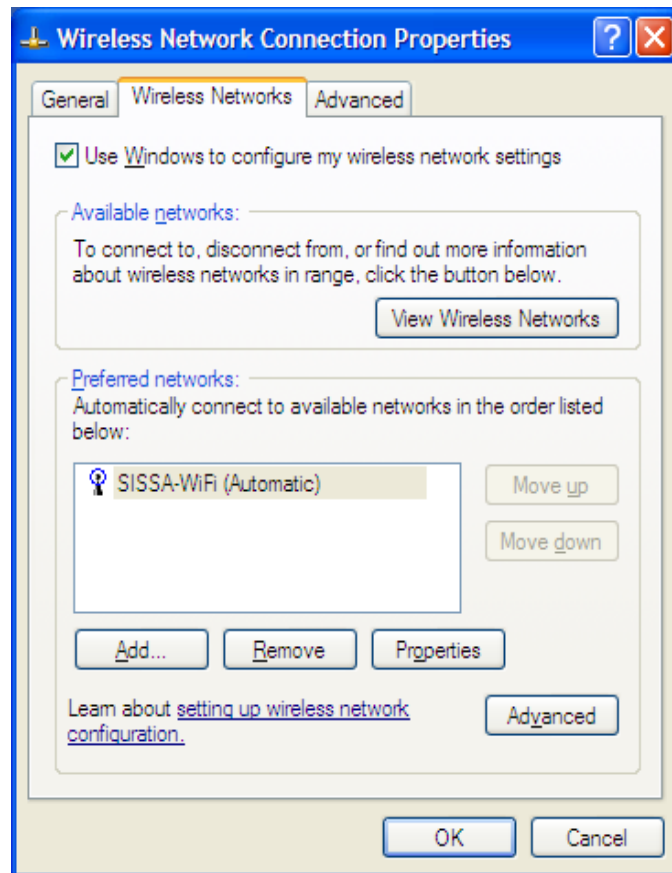 Wireless Network Connection Properties
General
Wireless Networks
Advanced
Use Windows to configure my wireless network settings
Available networks:
To connect to, disconnect from, or find out more information
about wireless networks in range, click the button below.
View Wireless Networks
Preferred networks:
Automatically connect to available networks in the order listed
below:
SISSA-WiFi (Automatic)
Move up
Move down
Add...
Remove
Properties
Learn about setting up wireless network
configuration.
Advanced
OK
Cancel